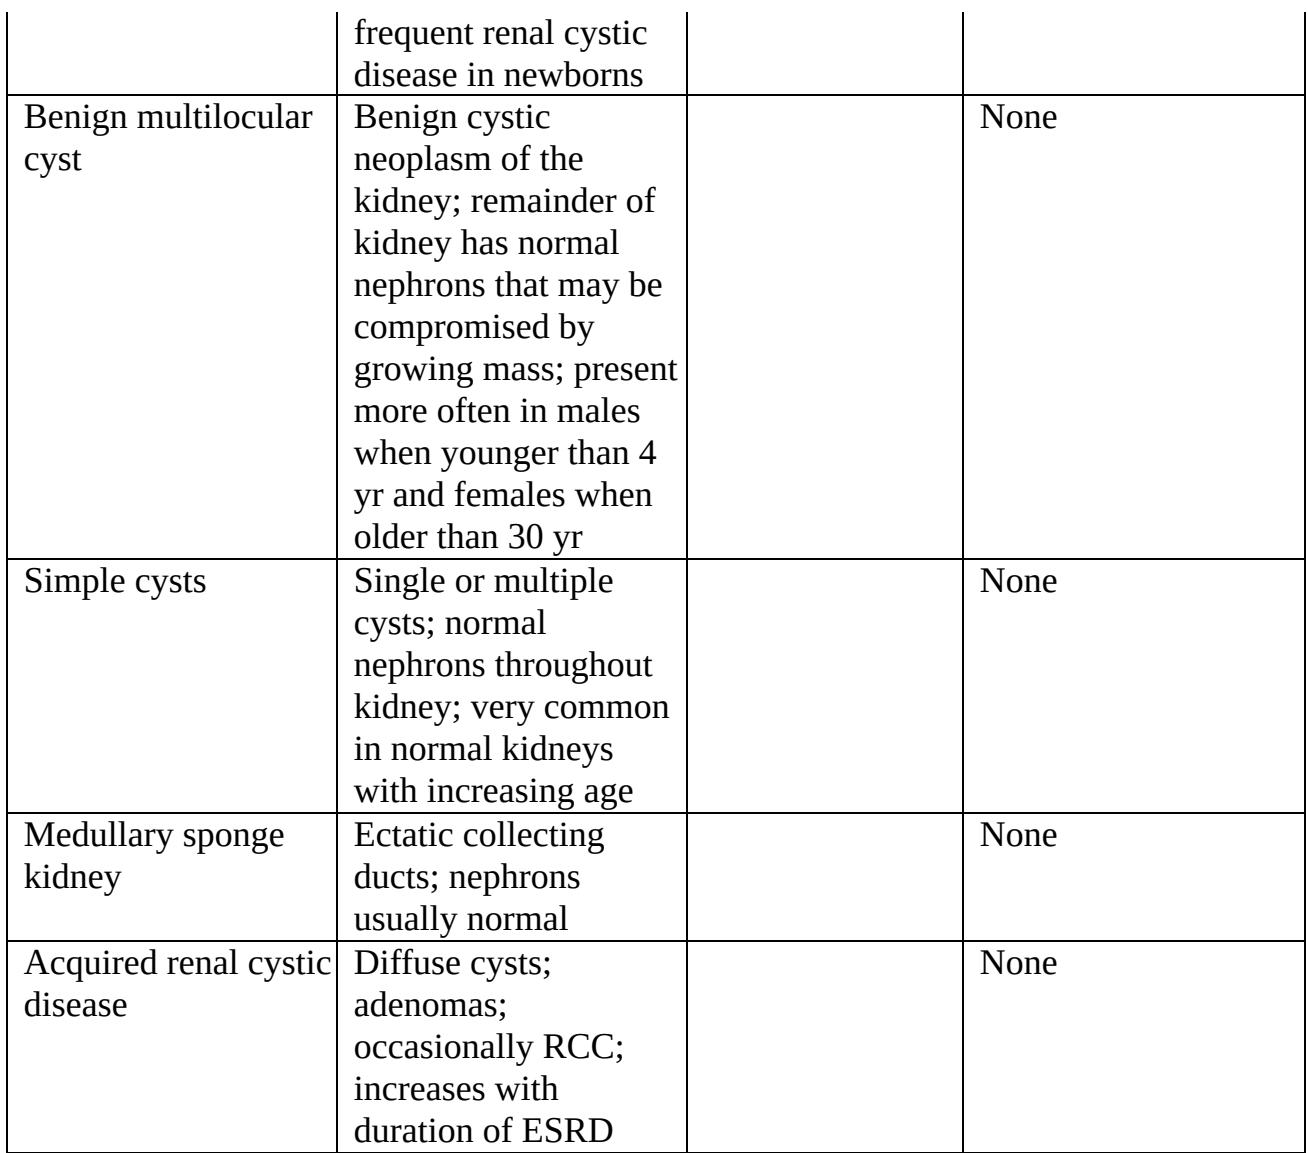 frequent renal cystic
disease in newborns
Benign multilocular
cyst
Benign cystic
neoplasm of the
kidney; remainder of
kidney has normal
nephrons that may be
compromised by
growing mass; present
more often in males
when younger than 4
yr and females when
older than 30 yr
None
Simple cysts
Single or multiple
cysts; normal
nephrons throughout
kidney; very common
in normal kidneys
with increasing age
None
Medullary sponge
kidney
Ectatic collecting
ducts; nephrons
usually normal
None
Acquired renal cystic
disease
Diffuse cysts;
adenomas;
occasionally RCC;
increases with
duration of ESRD
None